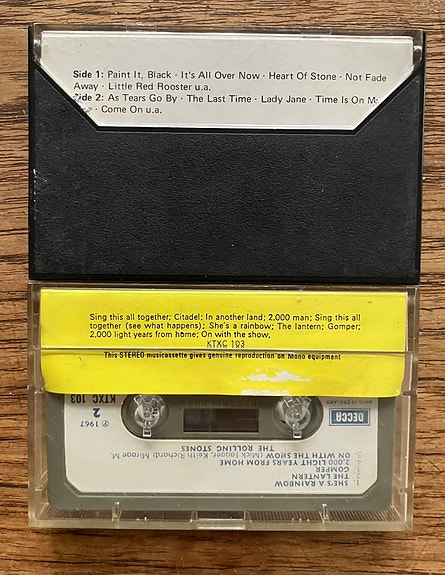 Side 1: Paint It, Black · It's All Over Now · Heart Of Stone · Not Fade
Away · Little Red Rooster u.a.
Side 2: As Tears Go By · The Last Time · Lady Jane · Time Is On
· Come On u.a.
Sing this all together; Citadel; In another land; 2,000 man; Sing this all
together (see what happens); She's a rainbow; The lantern; Gomper;
2,000 light years from home; On with the show.
KTXC 103
This STEREO musicassette gives genuine reproduction on Mono equipment
KTXC 103
2
℗ 1967
DECCA
SHE'S A RAINBOW
THE LANTERN
GOMPER
2,000 LIGHT YEARS FROM HOME
ON WITH THE SHOW (Mick Jagger, Keith Richard) Mirage M.
THE ROLLING STONES